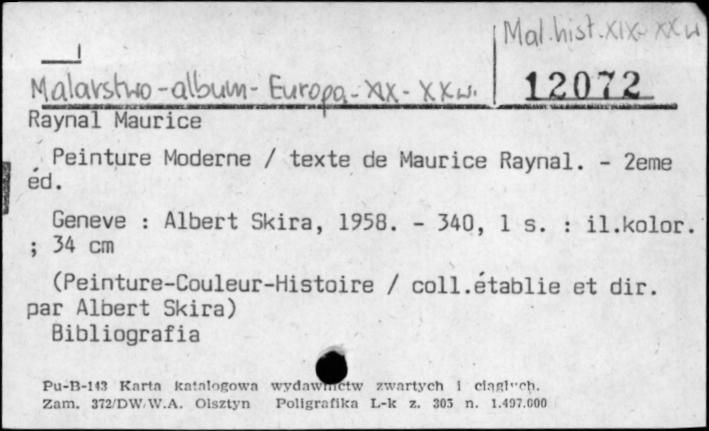 Mal.hist.XIX-XXw
Malarstwo-album-Europa-XIX-XXw.
12072
Raynal Maurice
Peinture Moderne / texte de Maurice Raynal. - 2eme
éd.
Geneve : Albert Skira, 1958. - 340, 1 s. : il.kolor.
; 34 cm
(Peinture-Couleur-Histoire / coll.établie et dir.
par Albert Skira)
Bibliografia
Pu-B-143 Karta katalogowa wydawnictw zwartych i ciągłych.
Zam. 372/DW/W.A. Olsztyn Poligrafika L-k z. 305 n. 1.497.000